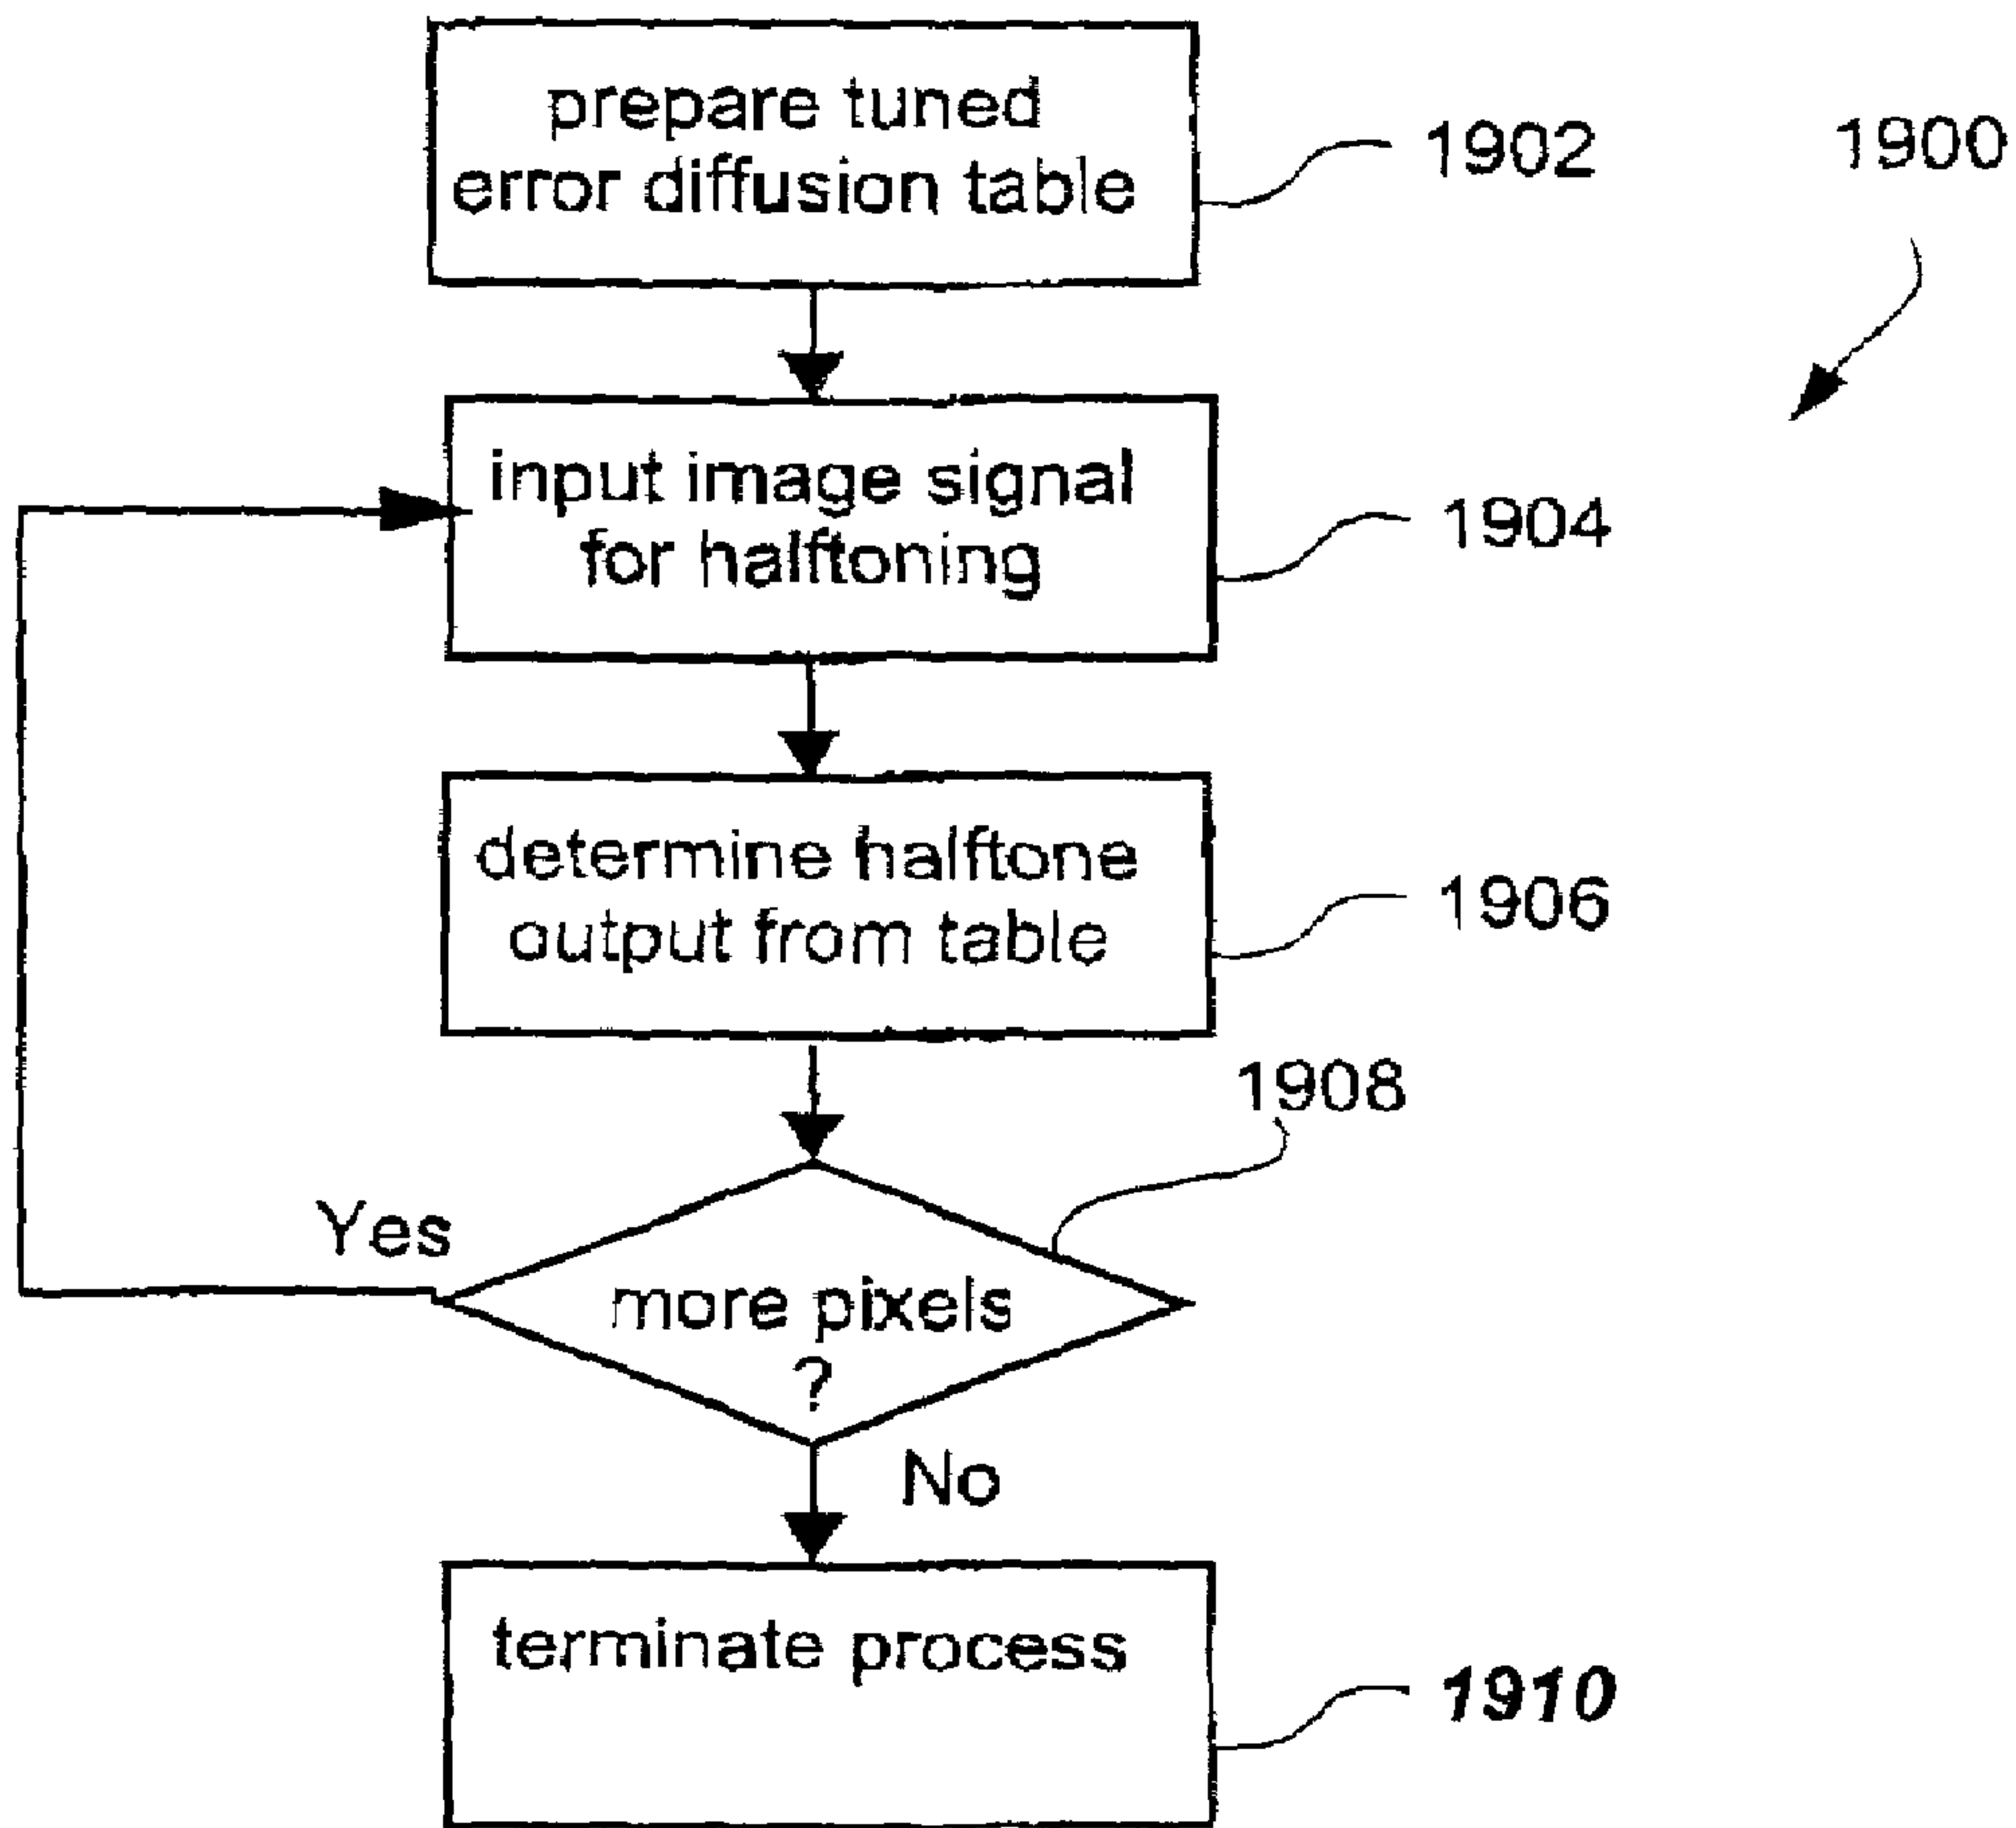 prepare tuned
error diffusion table
1902
1900
input image signal
for halftoning
1904
determine halftone
output from table
1906
1908
Yes
more pixels
?
No
terminate process
1910